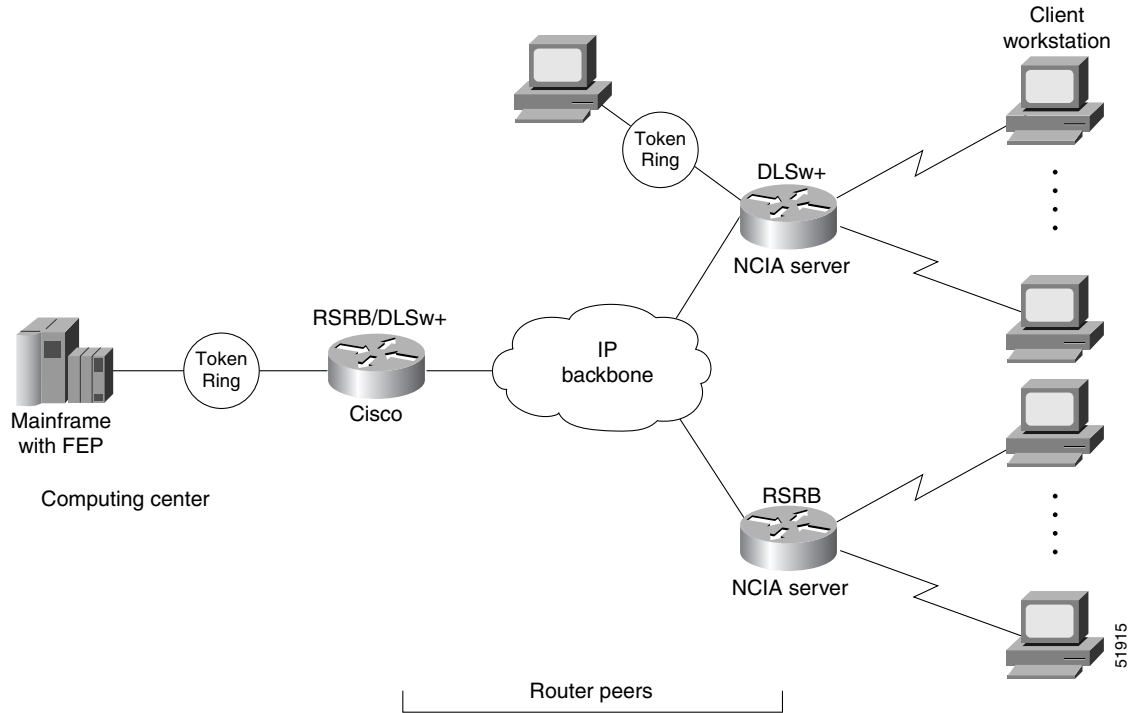 Client
workstation
Token
Ring
DLSw+
NCIA server
RSRB/DLSw+
Token
Ring
IP
backbone
Cisco
Mainframe
with FEP
Computing center
RSRB
NCIA server
Router peers
51915